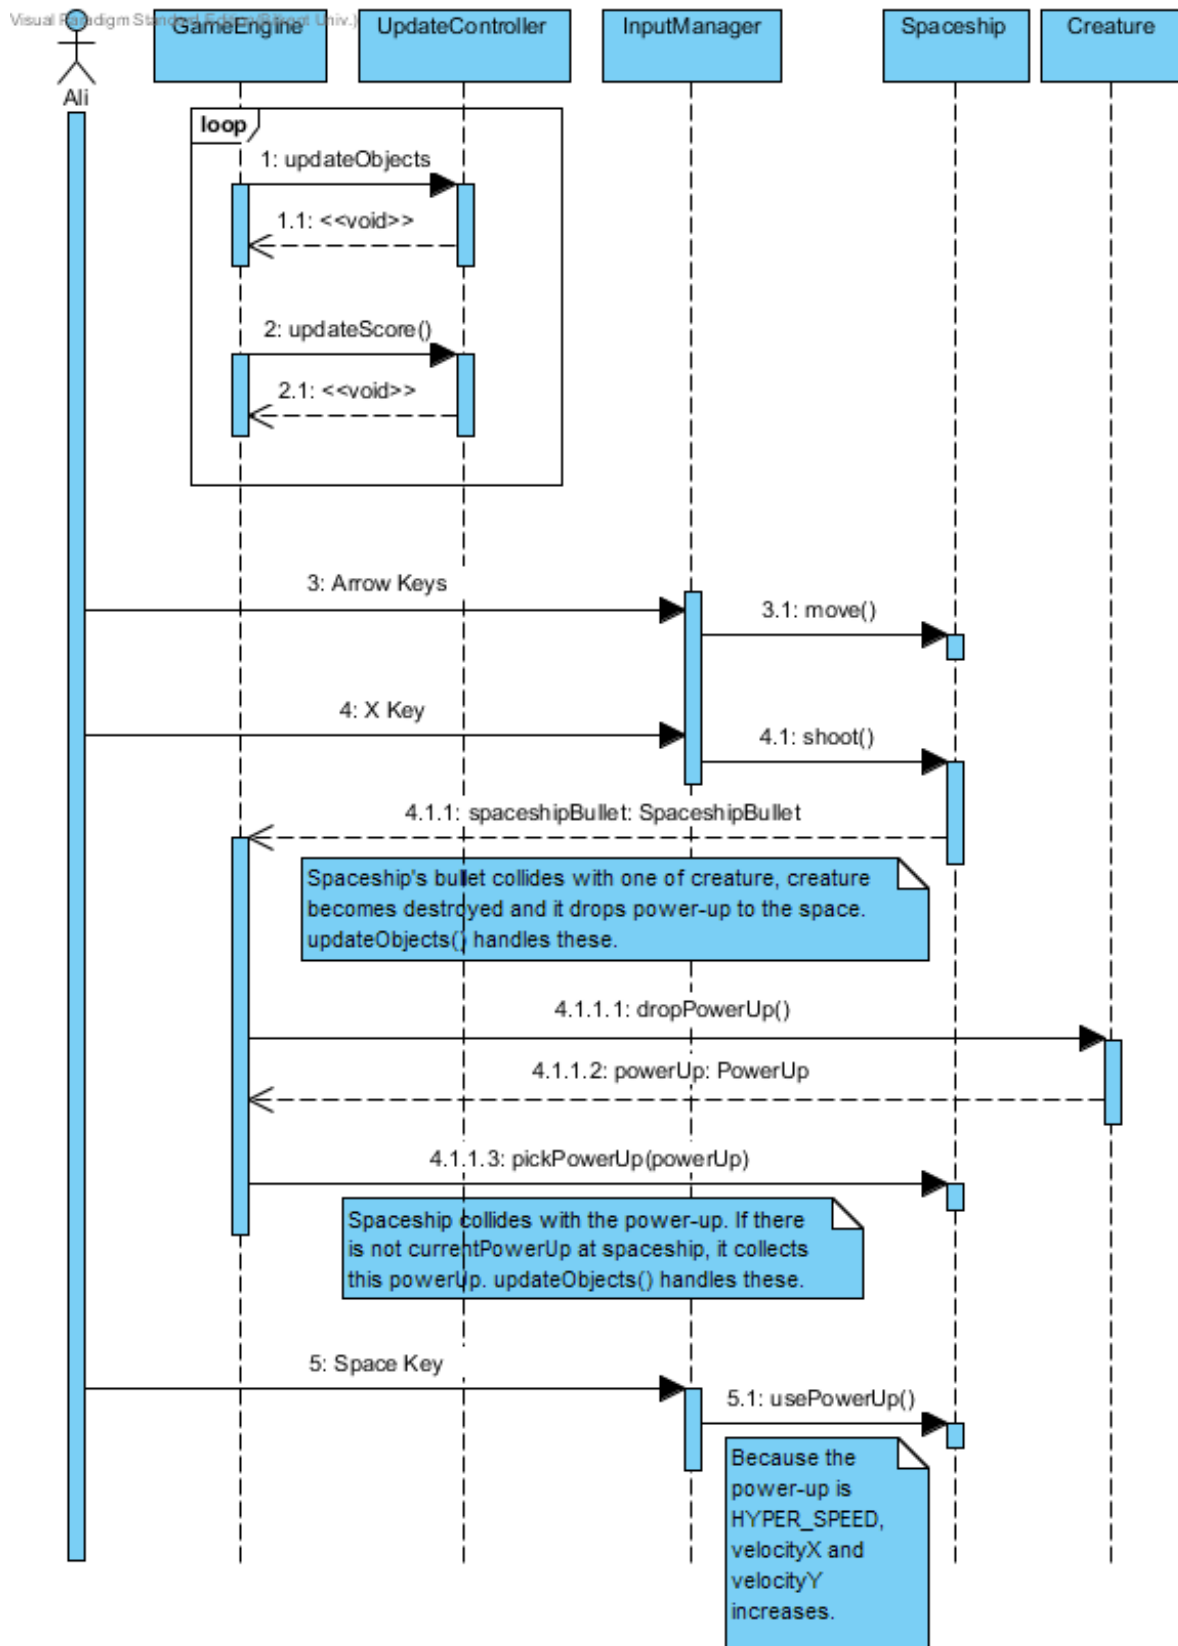 Visual Paradigm Standard Edition(Bilkent Univ.)
GameEngine
UpdateController
InputManager
Spaceship
Creature
Ali
loop
1: updateObjects
1.1: <<void>>
2: updateScore()
2.1: <<void>>
3: Arrow Keys
3.1: move()
4: X Key
4.1: shoot()
4.1.1: spaceshipBullet: SpaceshipBullet
Spaceship's bullet collides with one of creature, creature
becomes destroyed and it drops power-up to the space.
updateObjects() handles these.
4.1.1.1: dropPowerUp()
4.1.1.2: powerUp: PowerUp
4.1.1.3: pickPowerUp(powerUp)
Spaceship collides with the power-up. If there
is not currentPowerUp at spaceship, it collects
this powerUp. updateObjects() handles these.
5: Space Key
5.1: usePowerUp()
Because the
power-up is
HYPER_SPEED,
velocityX and
velocityY
increases.